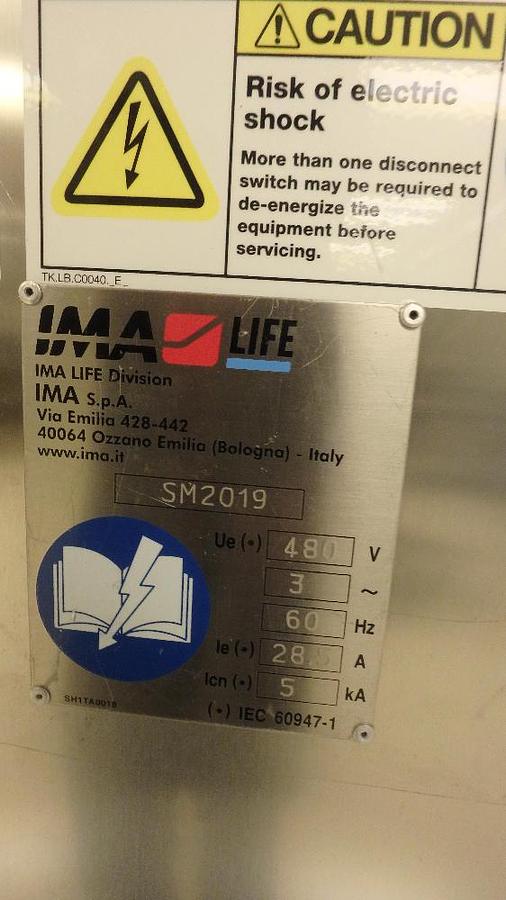 CAUTION
Risk of electric
shock
More than one disconnect
switch may be required to
de-energize the
equipment before
servicing.
TK.LB.C0040._E_
IMA LIFE
IMA LIFE Division
IMA S.p.A.
Via Emilia 428-442
40064 Ozzano Emilia (Bologna) - Italy
www.ima.it
SM2019
Ue (•) 480 V
3 ~
60 Hz
Ie (•) 28.5 A
Icn (•) 5 kA
SH1TA0018
(•) IEC 60947-1